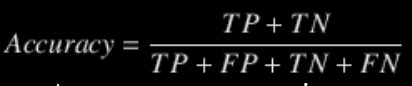 Accuracy = TP + TN / TP + FP + TN + FN